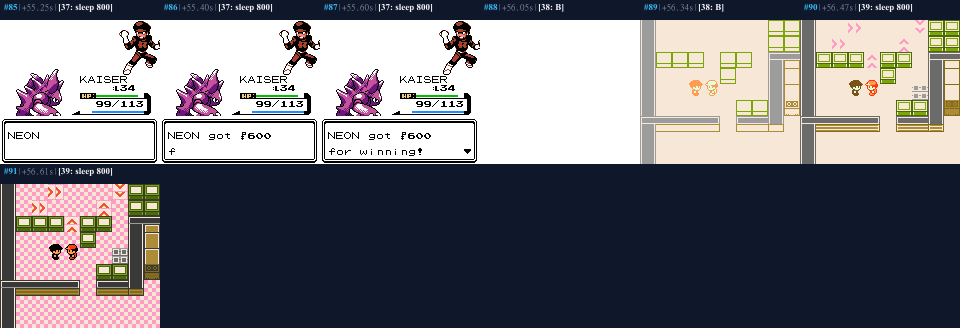 #85 | +55.25s | [37: sleep 800]
#86 | +55.40s | [37: sleep 800]
#87 | +55.60s | [37: sleep 800]
#88 | +56.05s | [38: B]
#89 | +56.34s | [38: B]
#90 | +56.47s | [39: sleep 800]
KAISER
:L34
HP:
99/113
NEON
KAISER
:L34
HP:
99/113
NEON got ₽600
f
KAISER
:L34
HP:
99/113
NEON got ₽600
for winning!
#91 | +56.61s | [39: sleep 800]